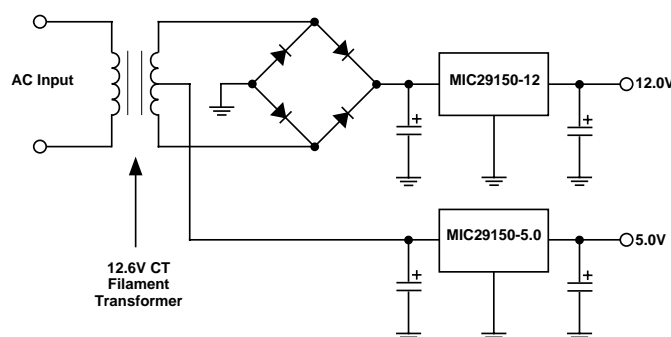 AC Input
MIC29150-12
12.0V
+
+
MIC29150-5.0
5.0V
+
+
12.6V CT
Filament
Transformer